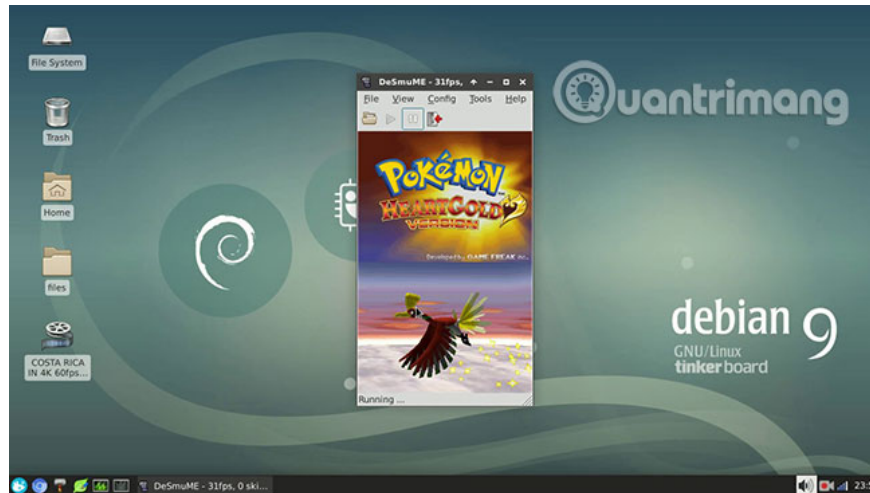 File System
Trash
Home
files
COSTA RICA
IN 4K 60fps...
DeSmuME - 31fps,
File View Config Tools Help
POKéMON
HEARTGOLD
VERSION
Developed by GAME FREAK inc.
Running ...
uantrimang
debian 9
GNU/Linux
tinker board
DeSmuME - 31fps, 0 ski...